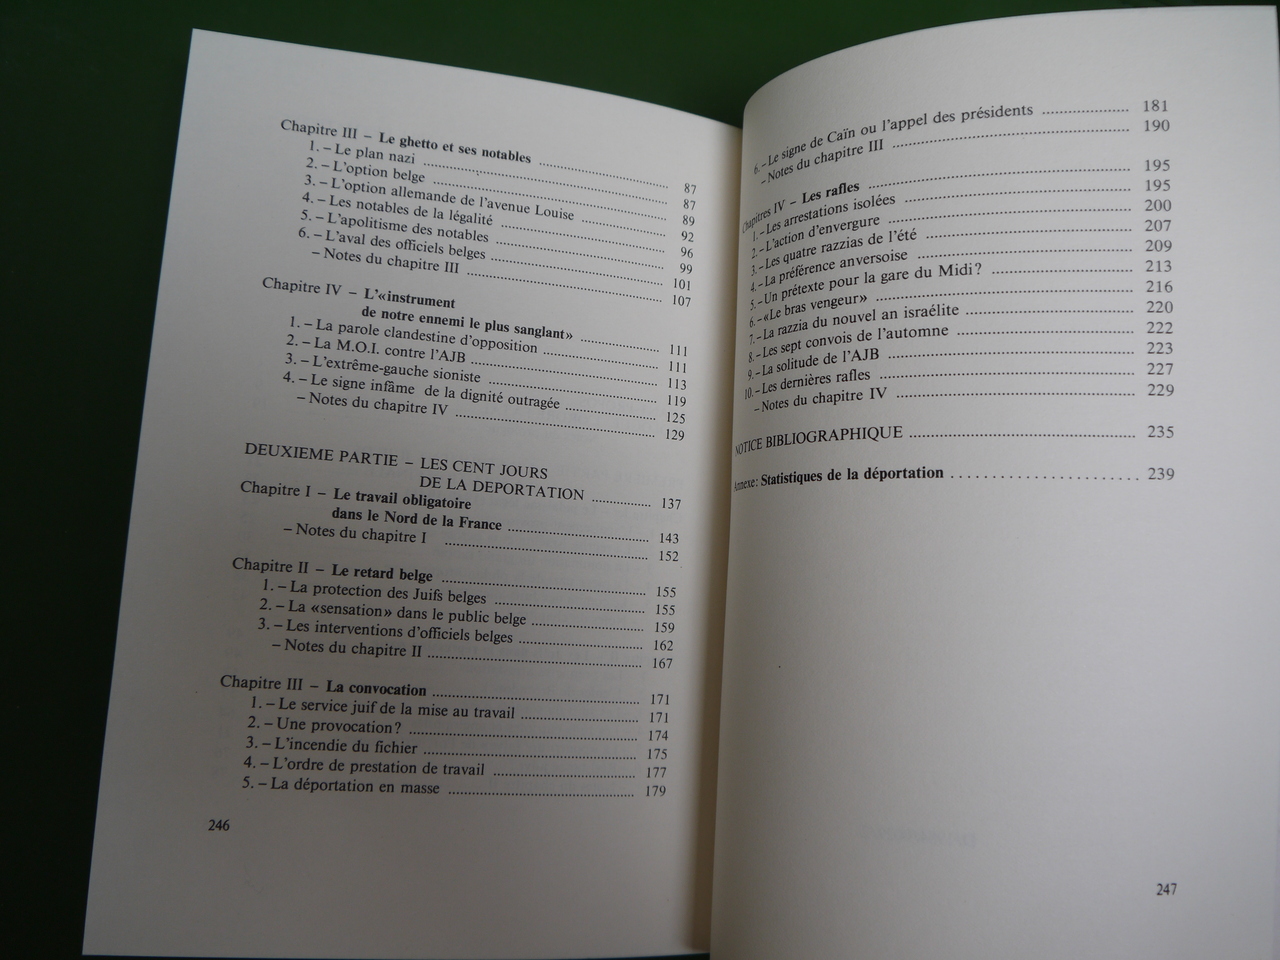 Chapitre III – Le ghetto et ses notables ........ 87
1. – Le plan nazi ........ 87
2. – L'option belge ........ 89
3. – L'option allemande de l'avenue Louise ........ 92
4. – Les notables de la légalité ........ 96
5. – L'apolitisme des notables ........ 99
6. – L'aval des officiels belges ........ 101
– Notes du chapitre III ........ 107
Chapitre IV – L'«instrument
de notre ennemi le plus sanglant» ........ 111
1. – La parole clandestine d'opposition ........ 111
2. – La M.O.I. contre l'AJB ........ 113
3. – L'extrême-gauche sioniste ........ 119
4. – Le signe infâme de la dignité outragée ........ 125
– Notes du chapitre IV ........ 129
DEUXIEME PARTIE – LES CENT JOURS
DE LA DEPORTATION ........ 137
Chapitre I – Le travail obligatoire
dans le Nord de la France ........ 143
– Notes du chapitre I ........ 152
Chapitre II – Le retard belge ........ 155
1. – La protection des Juifs belges ........ 155
2. – La «sensation» dans le public belge ........ 159
3. – Les interventions d'officiels belges ........ 162
– Notes du chapitre II ........ 167
Chapitre III – La convocation ........ 171
1. – Le service juif de la mise au travail ........ 171
2. – Une provocation? ........ 174
3. – L'incendie du fichier ........ 175
4. – L'ordre de prestation de travail ........ 177
5. – La déportation en masse ........ 179
246
6. – Le signe de Caïn ou l'appel des présidents ........ 181
– Notes du chapitre III ........ 190
Chapitres IV – Les rafles ........ 195
1. – Les arrestations isolées ........ 195
2. – L'action d'envergure ........ 200
3. – Les quatre razzias de l'été ........ 207
4. – La préférence anversoise ........ 209
5. – Un prétexte pour la gare du Midi? ........ 213
6. – «Le bras vengeur» ........ 216
7. – La razzia du nouvel an israélite ........ 220
8. – Les sept convois de l'automne ........ 222
9. – La solitude de l'AJB ........ 223
10. – Les dernières rafles ........ 227
– Notes du chapitre IV ........ 229
NOTICE BIBLIOGRAPHIQUE ........ 235
Annexe: Statistiques de la déportation ........ 239
247